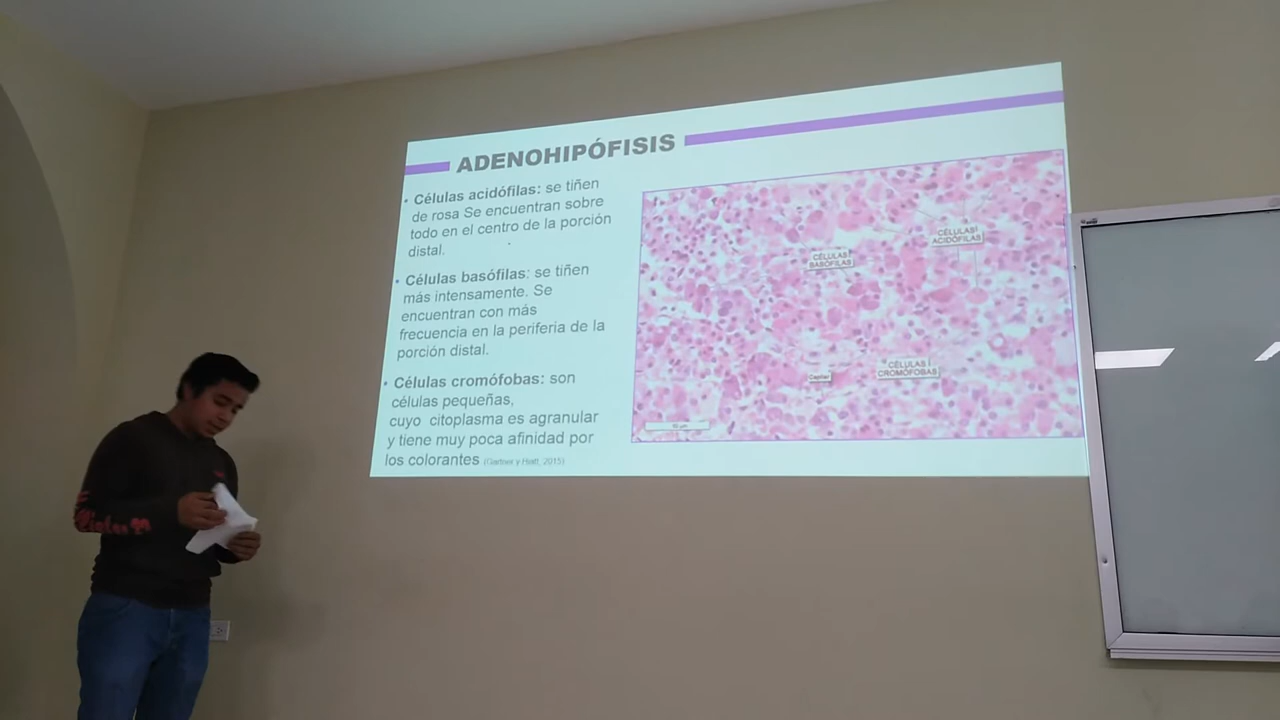 ADENOHIPÓFISIS
• Células acidófilas: se tiñen
de rosa Se encuentran sobre
todo en el centro de la porción
distal.
• Células basófilas: se tiñen
más intensamente. Se
encuentran con más
frecuencia en la periferia de la
porción distal.
• Células cromófobas: son
células pequeñas,
cuyo citoplasma es agranular
y tiene muy poca afinidad por
los colorantes (Gartner y Hiatt, 2015)
CÉLULAS
ACIDÓFILAS
CÉLULAS
BASÓFILAS
CÉLULAS
CROMÓFOBAS
Capilar